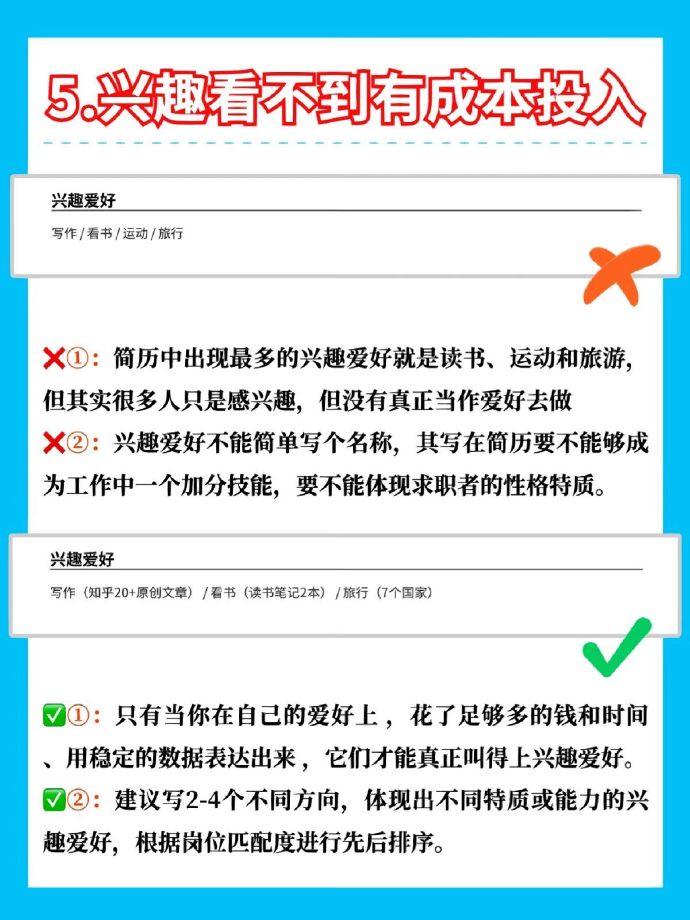 5.兴趣看不到有成本投入
兴趣爱好
写作 / 看书 / 运动 / 旅行
❌①：简历中出现最多的兴趣爱好就是读书、运动和旅游，
但其实很多人只是感兴趣，但没有真正当作爱好去做
❌②：兴趣爱好不能简单写个名称，其写在简历要不能够成
为工作中一个加分技能，要不能体现求职者的性格特质。
兴趣爱好
写作（知乎20+原创文章） / 看书（读书笔记2本） / 旅行（7个国家）
✅①：只有当你在自己的爱好上 ，花了足够多的钱和时间
、用稳定的数据表达出来 ，它们才能真正叫得上兴趣爱好。
✅②：建议写2-4个不同方向，体现出不同特质或能力的兴
趣爱好，根据岗位匹配度进行先后排序。